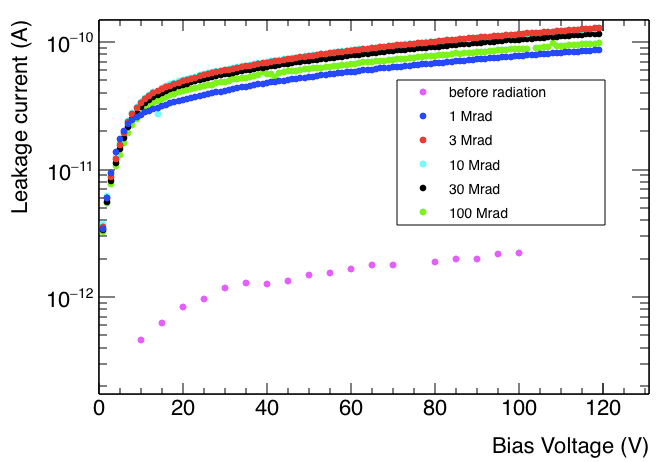 Leakage current (A)
10⁻¹⁰
10⁻¹¹
10⁻¹²
before radiation
1 Mrad
3 Mrad
10 Mrad
30 Mrad
100 Mrad
0 20 40 60 80 100 120
Bias Voltage (V)